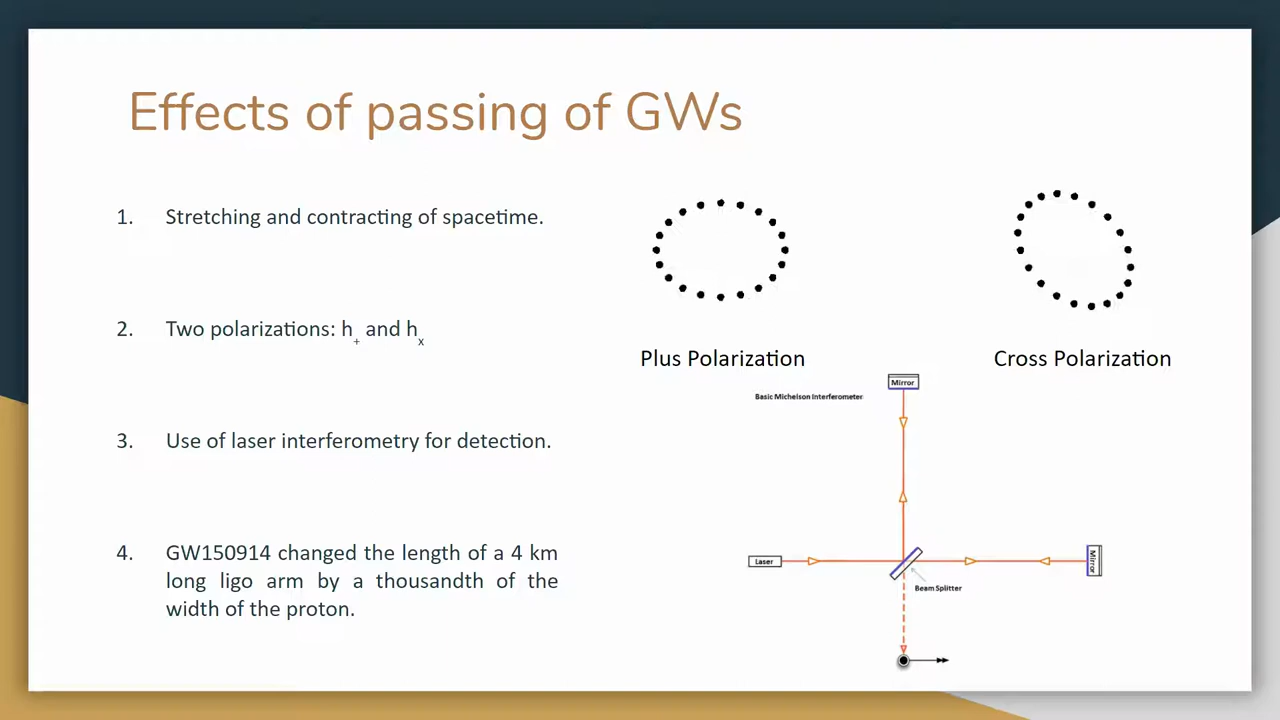 Effects of passing of GWs
1. Stretching and contracting of spacetime.
2. Two polarizations: h+ and hx
3. Use of laser interferometry for detection.
4. GW150914 changed the length of a 4 km
long ligo arm by a thousandth of the
width of the proton.
Plus Polarization
Cross Polarization
Basic Michelson Interferometer
Mirror
Laser
Mirror
Beam Splitter